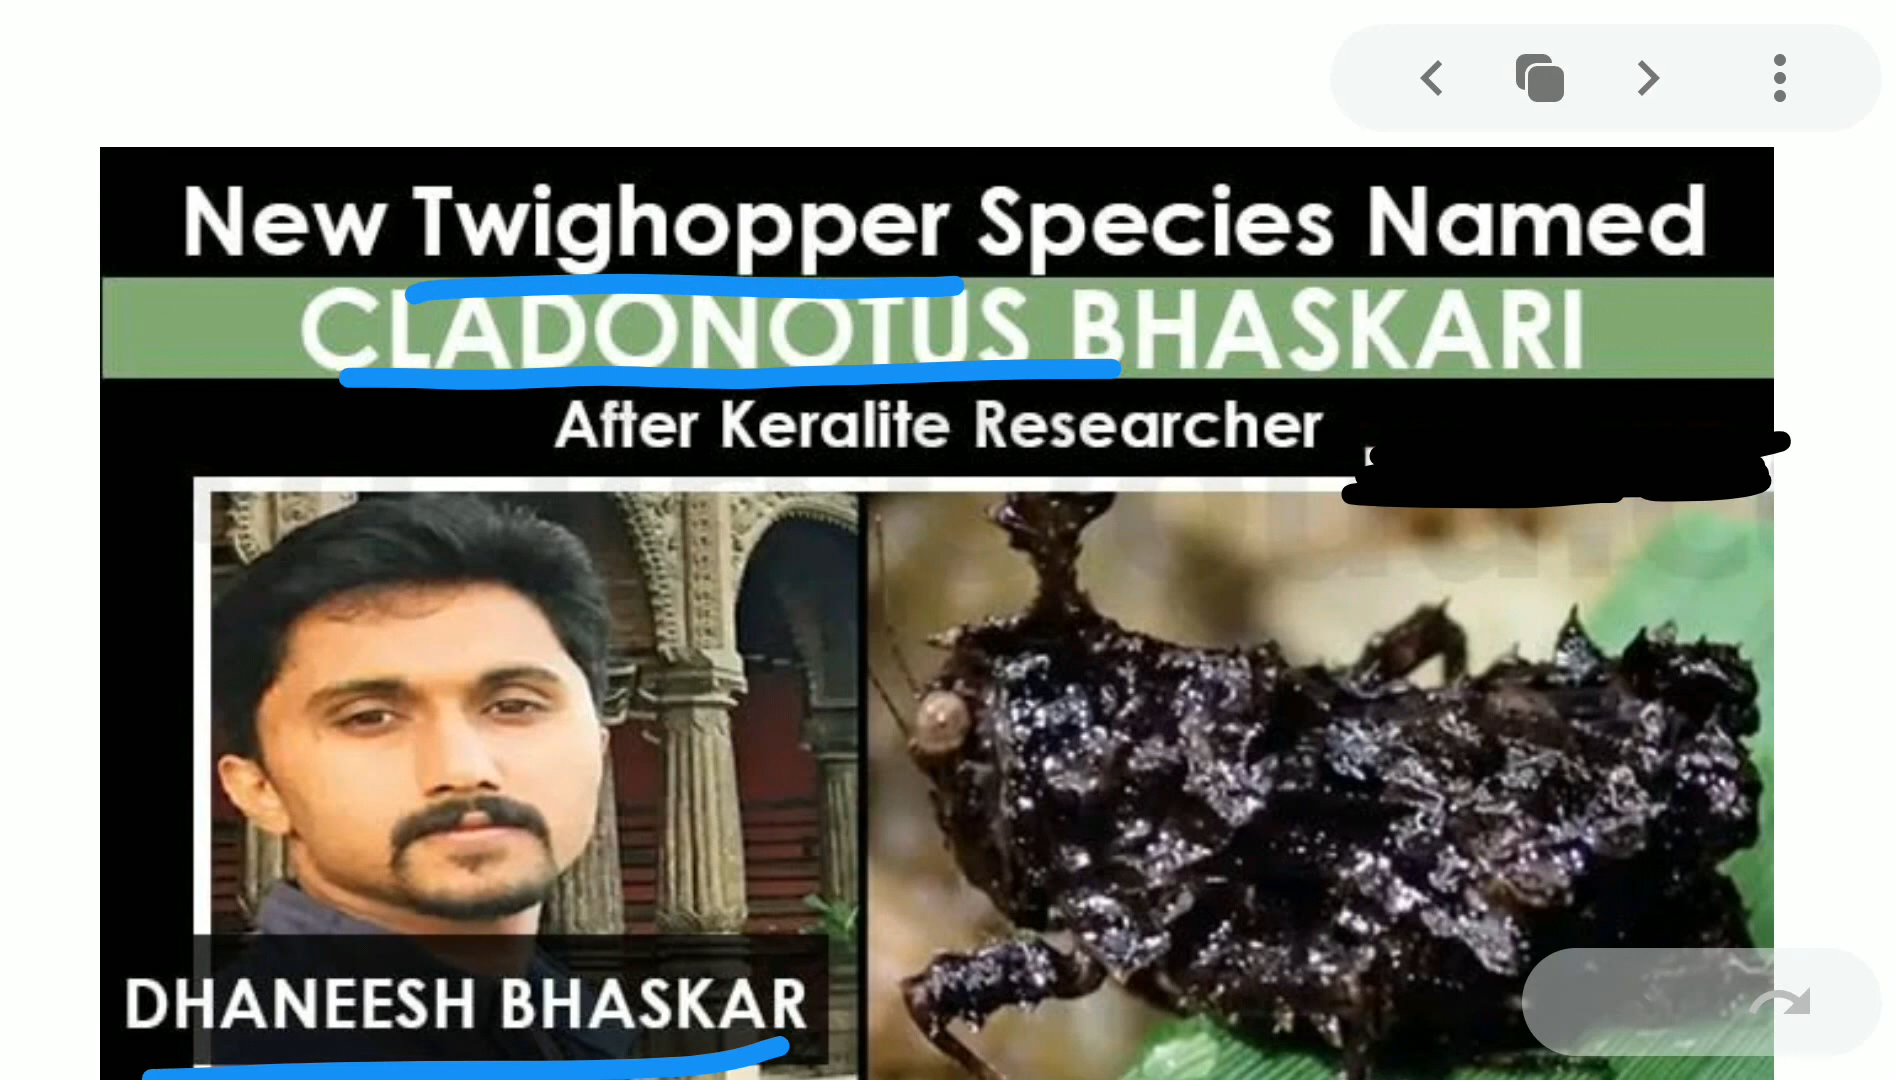 New Twighopper Species Named
CLADONOTUS BHASKARI
After Keralite Researcher
DHANEESH BHASKAR